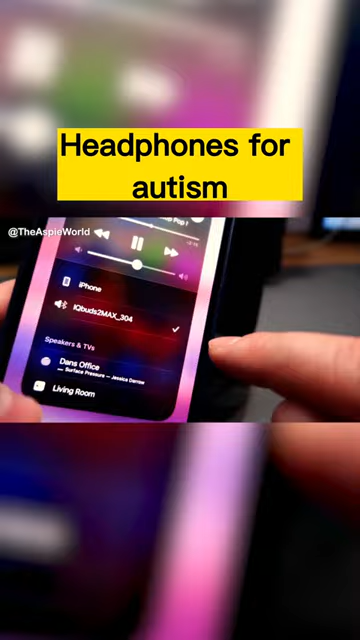 Headphones for
autism
@TheAspieWorld
iPhone
IQbuds2MAX_304
Speakers & TVs
Dans Office
Surface Pressure — Jessica Darrow
Living Room